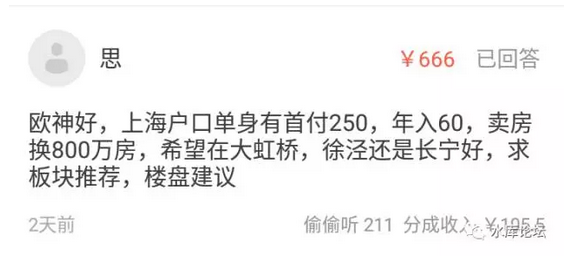 思 ￥666 已回答
欧神好，上海户口单身有首付250，年入60，卖房
换800万房，希望在大虹桥，徐泾还是长宁好，求
板块推荐，楼盘建议
2天前 偷偷听 211 分成收入 ￥105.5
水库论坛